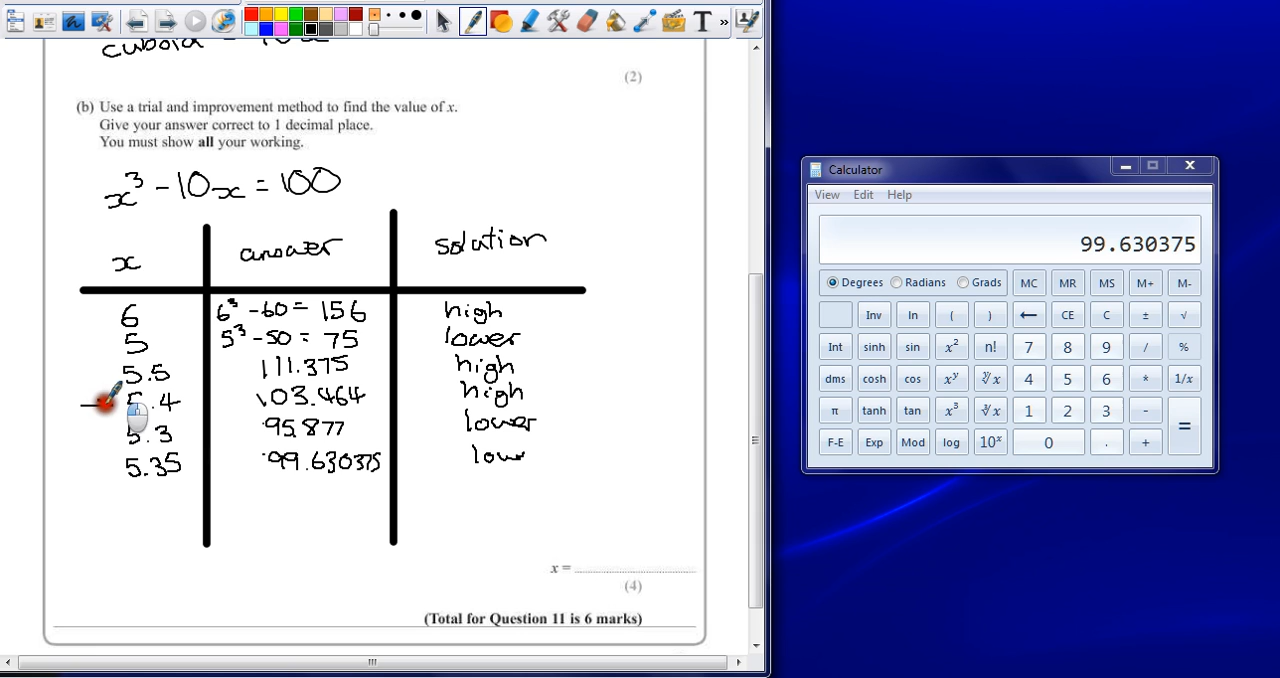 (2)
(b) Use a trial and improvement method to find the value of x.
Give your answer correct to 1 decimal place.
You must show all your working.
x³ - 10x = 100
x answer solution
6 6³ - 60 = 156 high
5 5³ - 50 = 75 lower
5.5 111.375 high
5.4 103.464 high
5.3 95.877 lower
5.35 99.630375 low
x =
(4)
(Total for Question 11 is 6 marks)
T »
Calculator
View Edit Help
99.630375
Degrees Radians Grads MC MR MS M+ M-
Inv ln ( ) ← CE C ± √
Int sinh sin x² n! 7 8 9 / %
dms cosh cos xʸ ʸ√x 4 5 6 * 1/x
π tanh tan x³ ³√x 1 2 3 - =
F-E Exp Mod log 10ˣ 0 . +